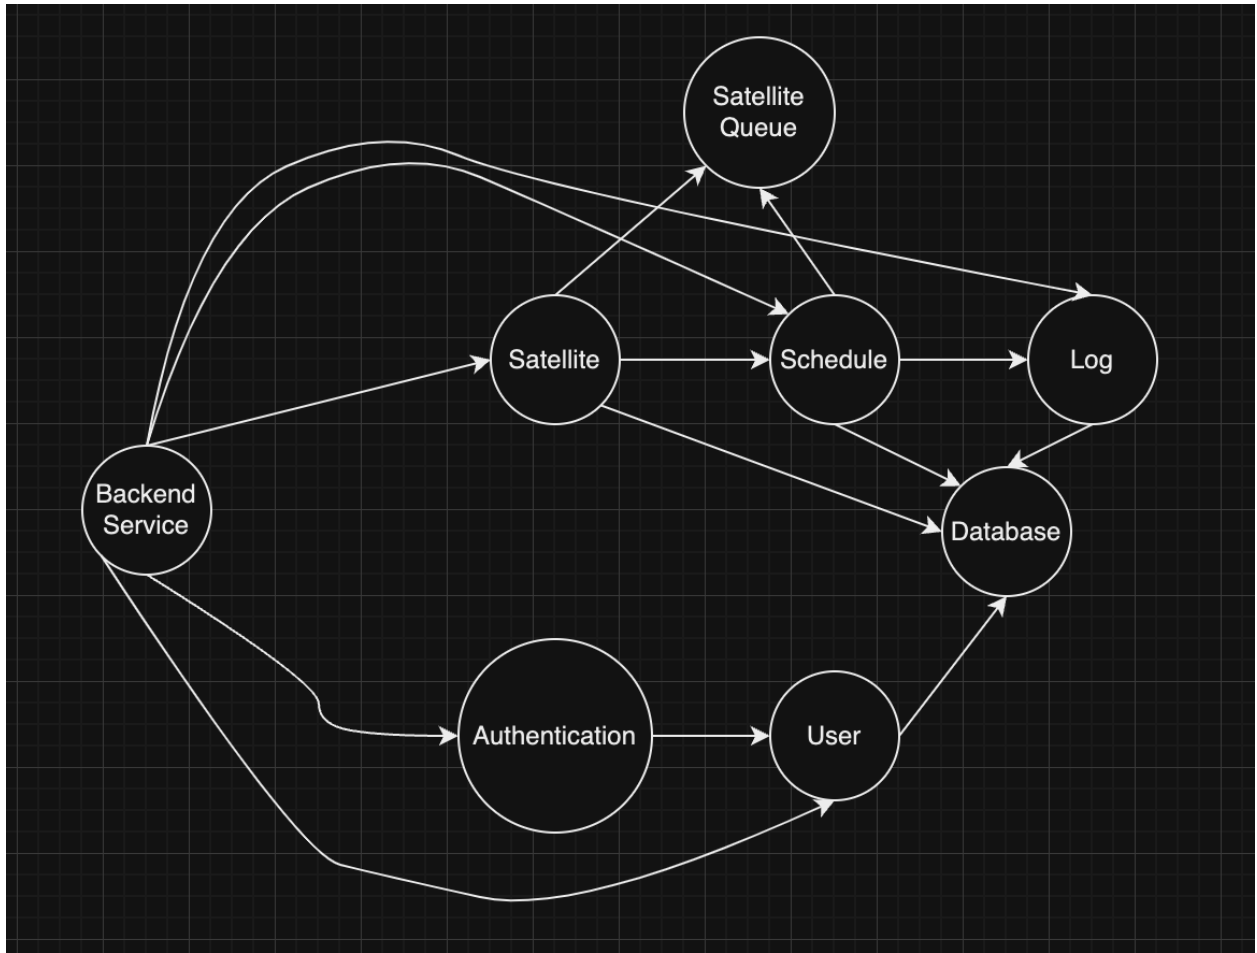 Satellite
Queue
Satellite
Schedule
Log
Backend
Service
Database
Authentication
User